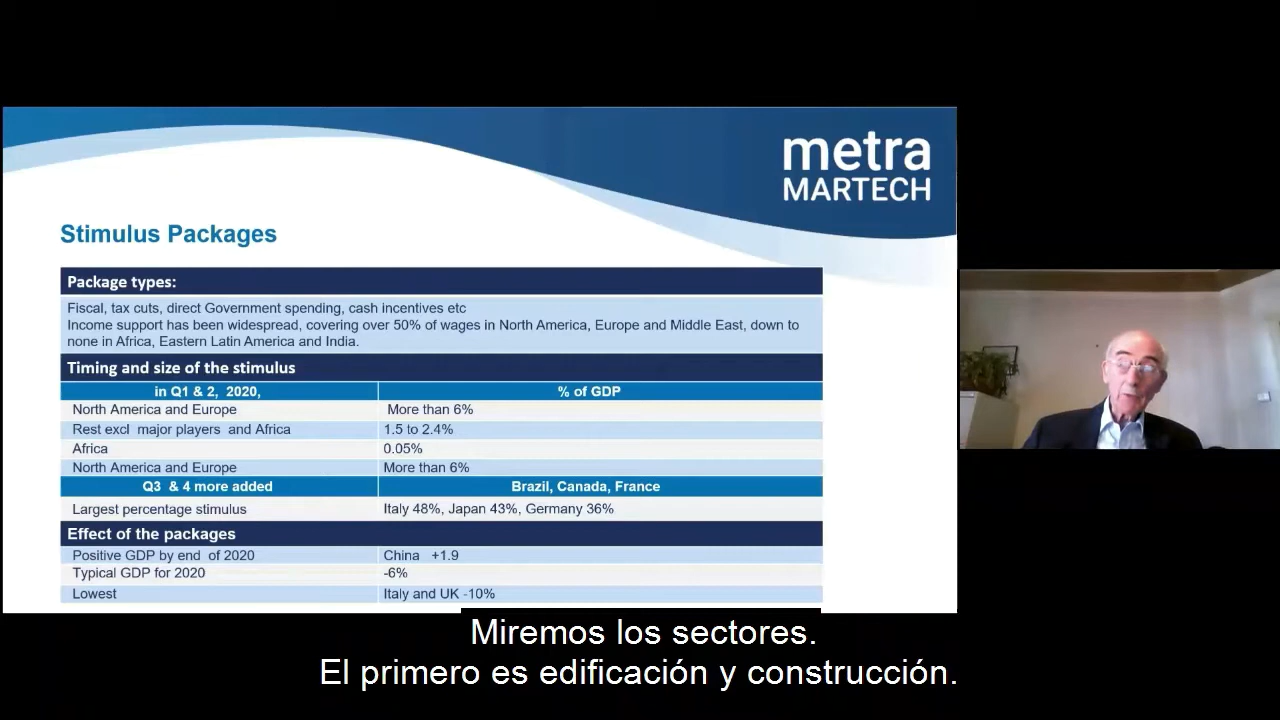 metra
MARTECH
Stimulus Packages
Package types:
Fiscal, tax cuts, direct Government spending, cash incentives etc
Income support has been widespread, covering over 50% of wages in North America, Europe and Middle East, down to
none in Africa, Eastern Latin America and India.
Timing and size of the stimulus
in Q1 & 2, 2020, % of GDP
North America and Europe More than 6%
Rest excl major players and Africa 1.5 to 2.4%
Africa 0.05%
North America and Europe More than 6%
Q3 & 4 more added Brazil, Canada, France
Largest percentage stimulus Italy 48%, Japan 43%, Germany 36%
Effect of the packages
Positive GDP by end of 2020 China +1.9
Typical GDP for 2020 -6%
Lowest Italy and UK -10%
Miremos los sectores.
El primero es edificación y construcción.